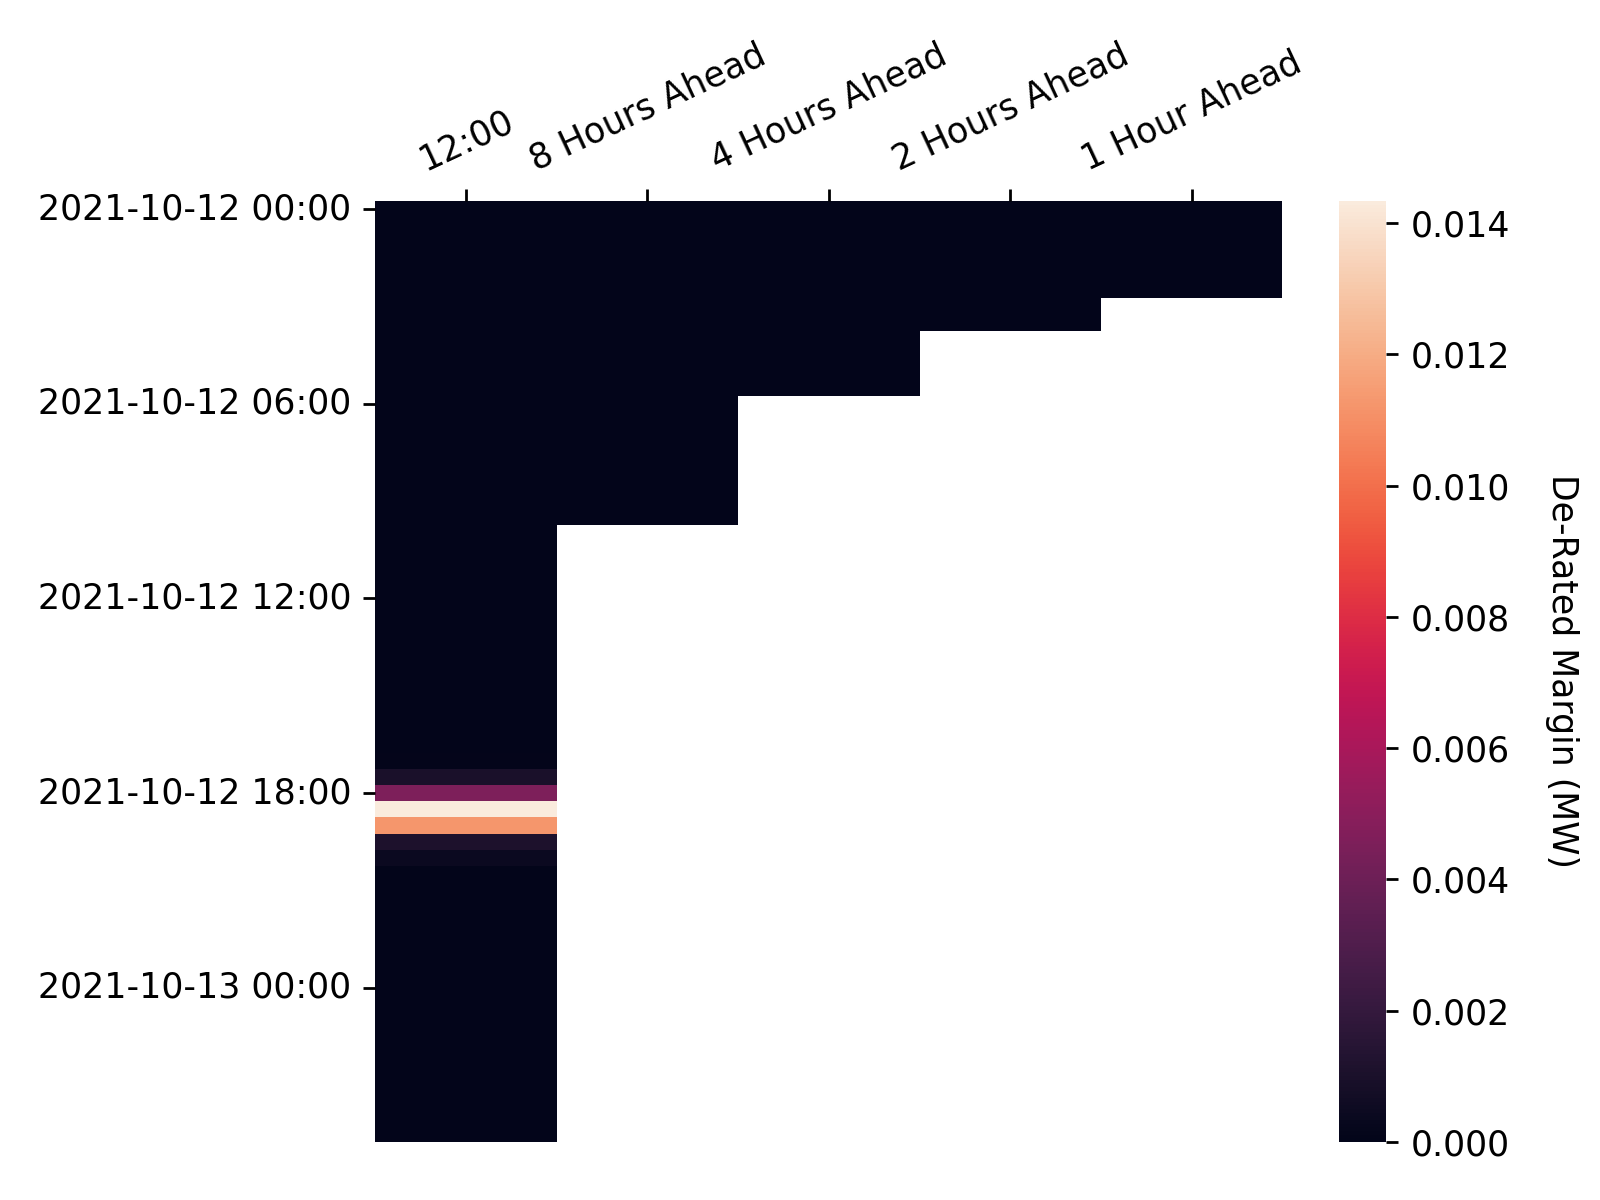 12:00
8 Hours Ahead
4 Hours Ahead
2 Hours Ahead
1 Hour Ahead
2021-10-12 00:00
2021-10-12 06:00
2021-10-12 12:00
2021-10-12 18:00
2021-10-13 00:00
0.014
0.012
0.010
0.008
0.006
0.004
0.002
0.000
De-Rated Margin (MW)